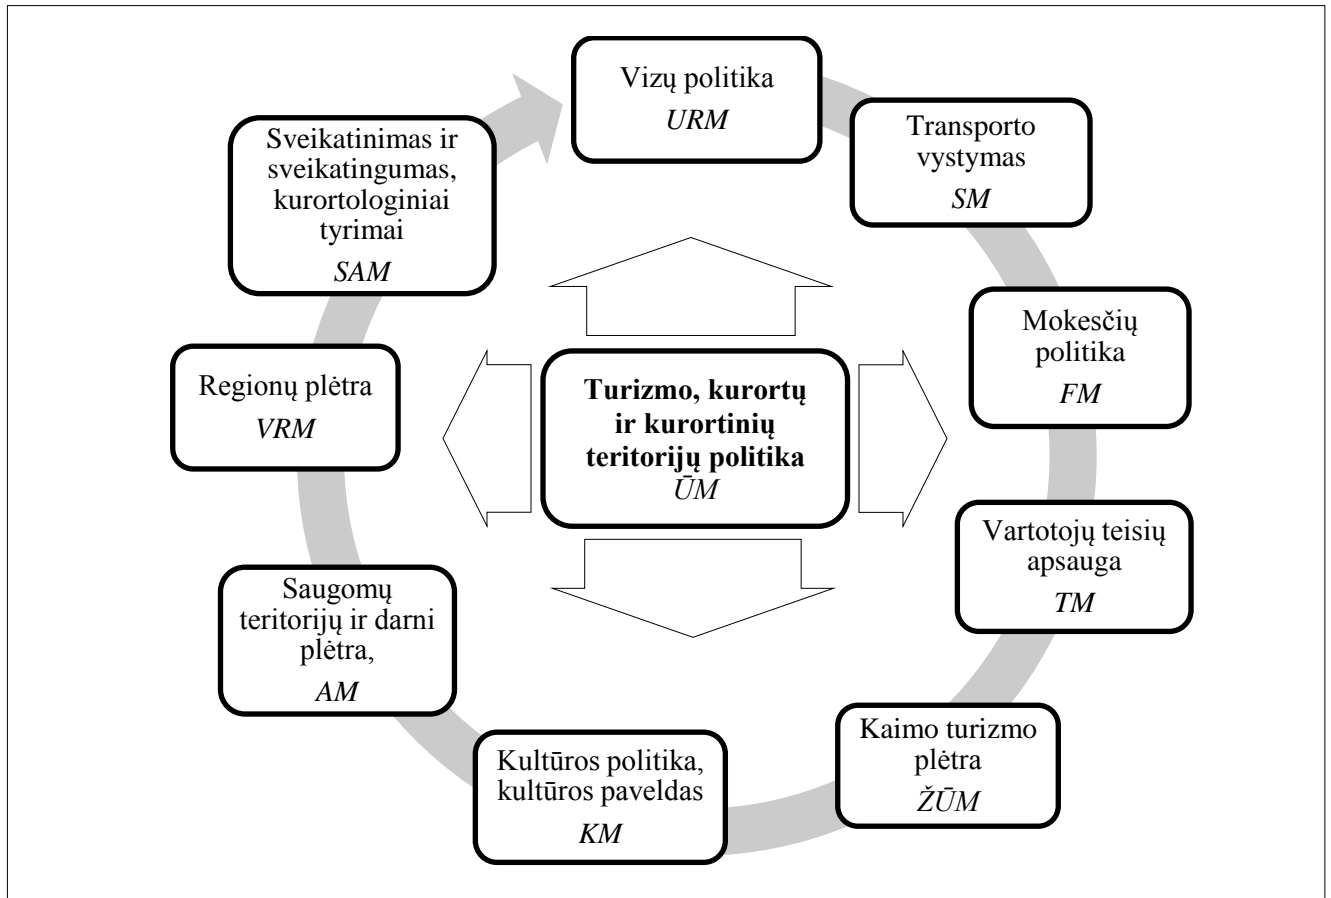 Vizų politika
URM
Transporto
vystymas
SM
Mokesčių
politika
FM
Vartotojų teisių
apsauga
TM
Kaimo turizmo
plėtra
ŽŪM
Kultūros politika,
kultūros paveldas
KM
Saugomų
teritorijų ir darni
plėtra,
AM
Regionų plėtra
VRM
Sveikatinimas ir
sveikatingumas,
kurortologiniai
tyrimai
SAM
Turizmo, kurortų
ir kurortinių
teritorijų politika
ŪM